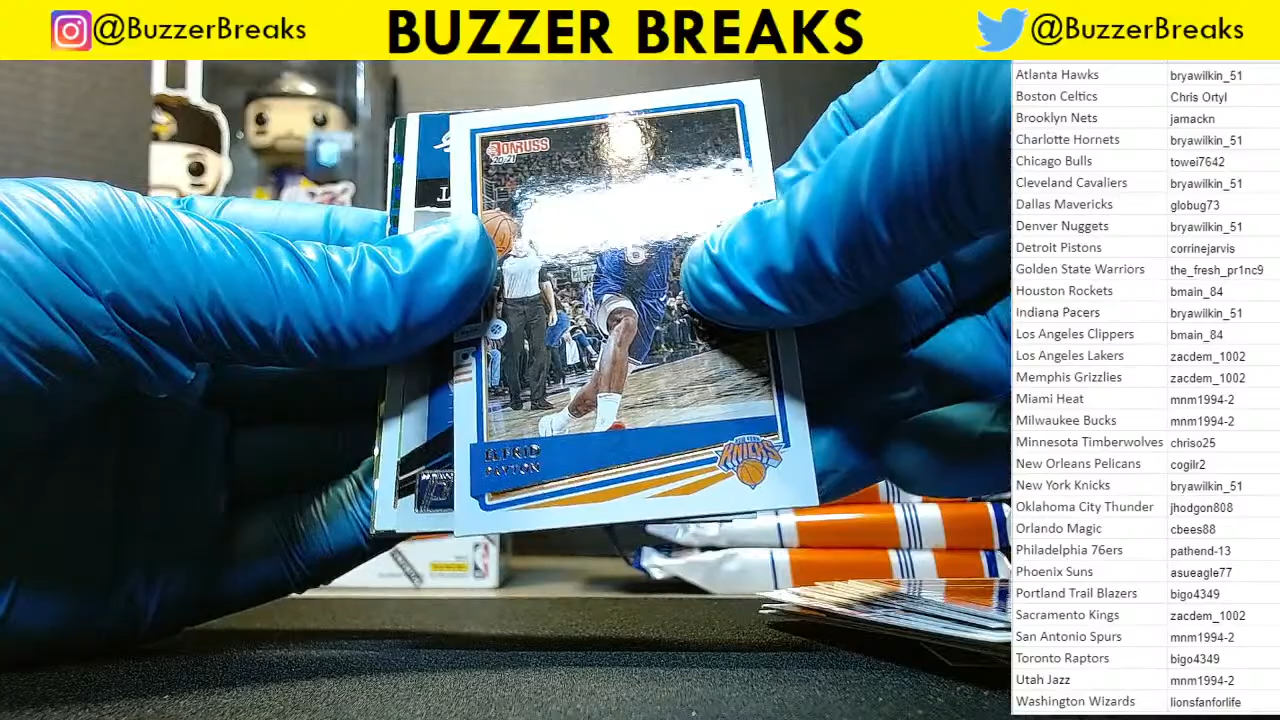 @BuzzerBreaks
BUZZER BREAKS
@BuzzerBreaks
Atlanta Hawks bryawilkin_51
Boston Celtics Chris Ortyl
Brooklyn Nets jamackn
Charlotte Hornets bryawilkin_51
Chicago Bulls towei7642
Cleveland Cavaliers bryawilkin_51
Dallas Mavericks globug73
Denver Nuggets bryawilkin_51
Detroit Pistons corrinejarvis
Golden State Warriors the_fresh_pr1nc9
Houston Rockets bmain_84
Indiana Pacers bryawilkin_51
Los Angeles Clippers bmain_84
Los Angeles Lakers zacdem_1002
Memphis Grizzlies zacdem_1002
Miami Heat mnm1994-2
Milwaukee Bucks mnm1994-2
Minnesota Timberwolves chriso25
New Orleans Pelicans cogilr2
New York Knicks bryawilkin_51
Oklahoma City Thunder jhodgon808
Orlando Magic cbees88
Philadelphia 76ers pathend-13
Phoenix Suns asueagle77
Portland Trail Blazers bigo4349
Sacramento Kings zacdem_1002
San Antonio Spurs mnm1994-2
Toronto Raptors bigo4349
Utah Jazz mnm1994-2
Washington Wizards lionsfanforlife
DONRUSS
20-21
ELFRID
PAYTON
NEW YORK
KNICKS